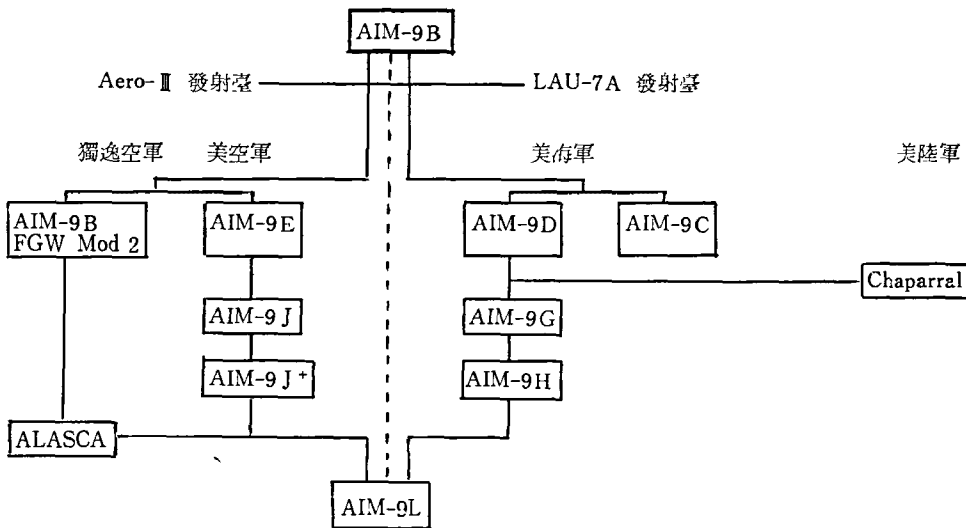 AIM-9B
Aero-Ⅲ 發射臺
LAU-7A 發射臺
獨逸空軍
美空軍
美海軍
美陸軍
AIM-9B
FGW Mod 2
AIM-9E
AIM-9D
AIM-9C
Chaparral
AIM-9J
AIM-9G
AIM-9J+
AIM-9H
ALASCA
AIM-9L